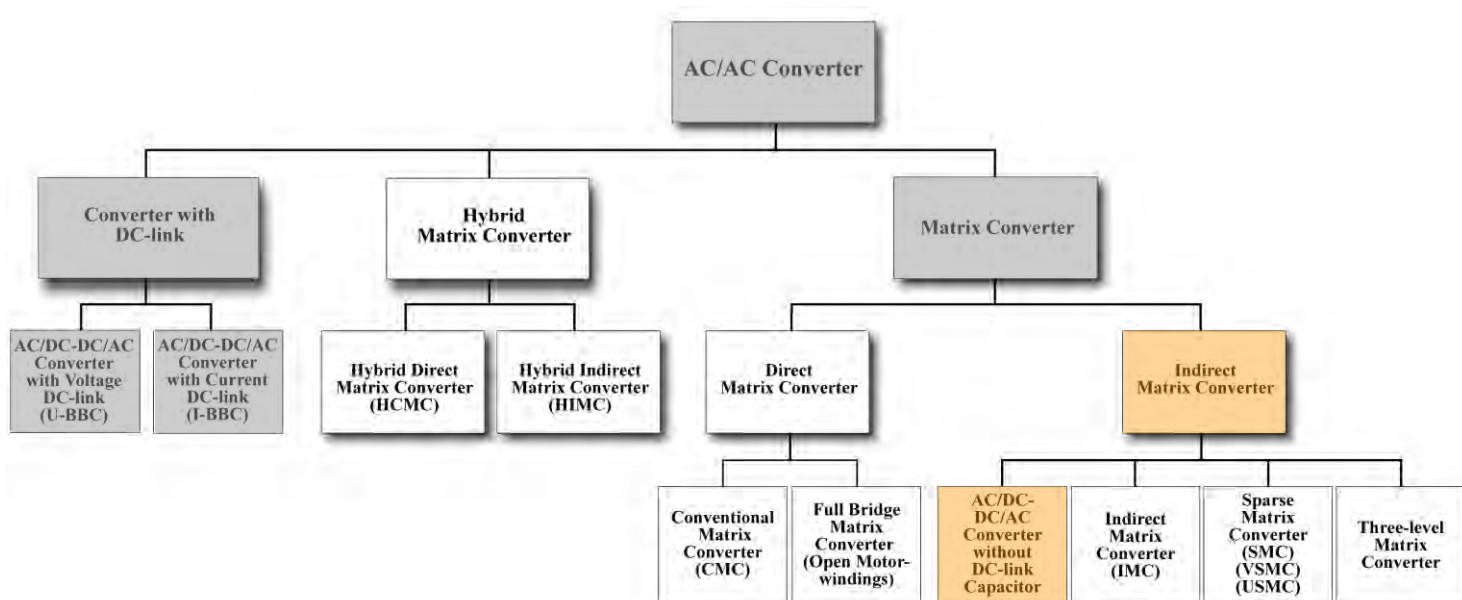 AC/AC Converter
Converter with
DC-link
Hybrid
Matrix Converter
Matrix Converter
AC/DC-DC/AC
Converter
with Voltage
DC-link
(U-BBC)
AC/DC-DC/AC
Converter
with Current
DC-link
(I-BBC)
Hybrid Direct
Matrix Converter
(HCMC)
Hybrid Indirect
Matrix Converter
(HIMC)
Direct
Matrix Converter
Indirect
Matrix Converter
Conventional
Matrix
Converter
(CMC)
Full Bridge
Matrix
Converter
(Open Motor-
windings)
AC/DC-
DC/AC
Converter
without
DC-link
Capacitor
Indirect
Matrix
Converter
(IMC)
Sparse
Matrix
Converter
(SMC)
(VSMC)
(USMC)
Three-level
Matrix
Converter